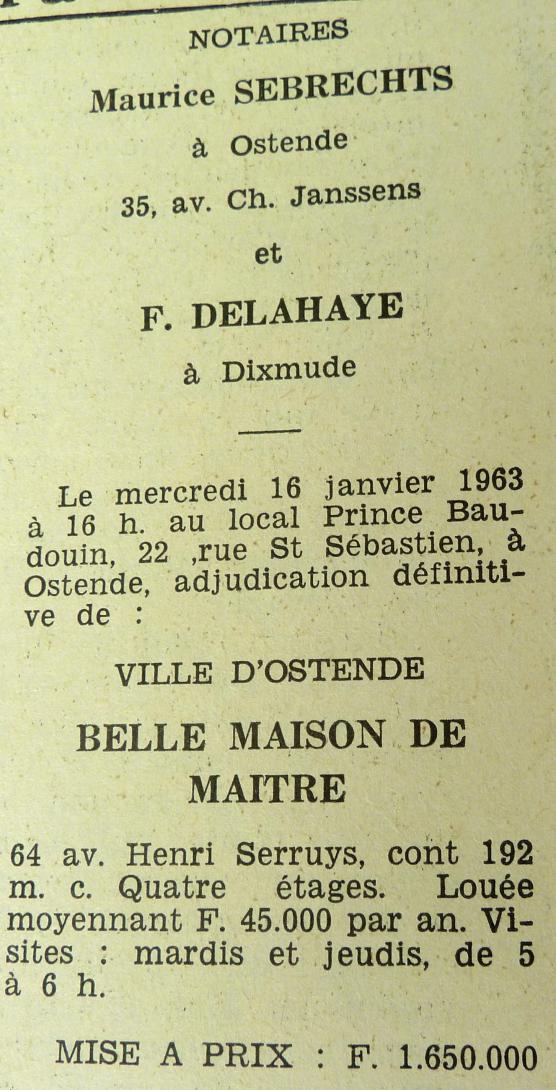 NOTAIRES
Maurice SEBRECHTS
à Ostende
35, av. Ch. Janssens
et
F. DELAHAYE
à Dixmude
Le mercredi 16 janvier 1963
à 16 h. au local Prince Bau-
douin, 22 ,rue St Sébastien, à
Ostende, adjudication définiti-
ve de :
VILLE D'OSTENDE
BELLE MAISON DE
MAITRE
64 av. Henri Serruys, cont 192
m. c. Quatre étages. Louée
moyennant F. 45.000 par an. Vi-
sites : mardis et jeudis, de 5
à 6 h.
MISE A PRIX : F. 1.650.000